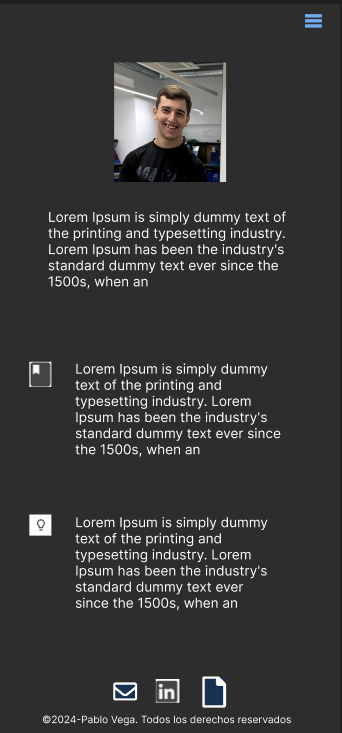 Lorem Ipsum is simply dummy text of
the printing and typesetting industry.
Lorem Ipsum has been the industry's
standard dummy text ever since the
1500s, when an
Lorem Ipsum is simply dummy
text of the printing and
typesetting industry. Lorem
Ipsum has been the industry's
standard dummy text ever since
the 1500s, when an
Lorem Ipsum is simply dummy
text of the printing and
typesetting industry. Lorem
Ipsum has been the industry's
standard dummy text ever
since the 1500s, when an
in
©2024-Pablo Vega. Todos los derechos reservados